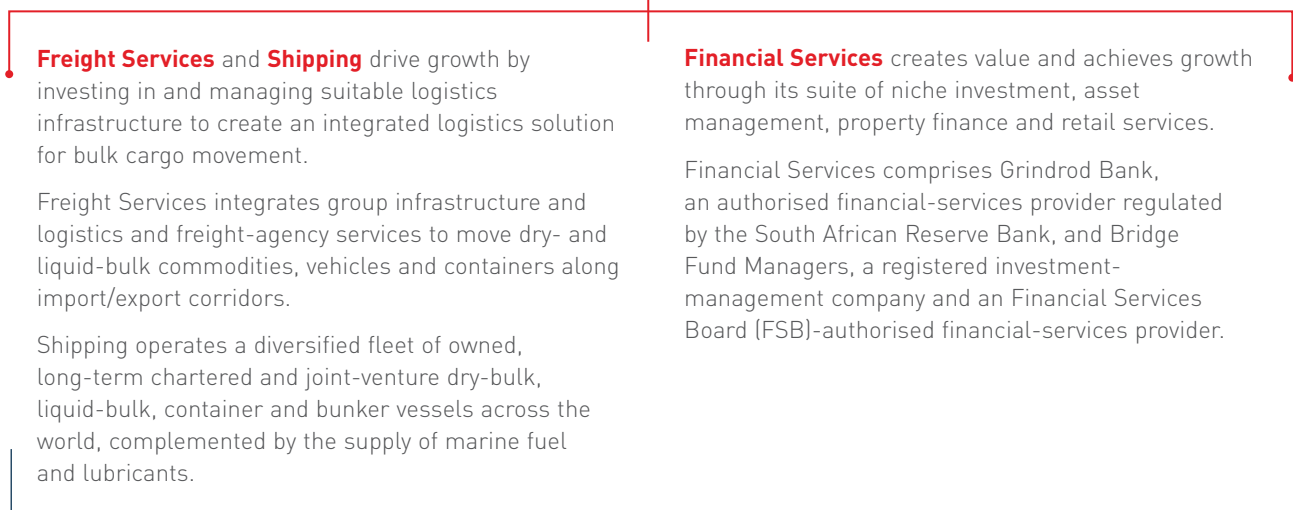 Freight Services and Shipping drive growth by
investing in and managing suitable logistics
infrastructure to create an integrated logistics solution
for bulk cargo movement.
Freight Services integrates group infrastructure and
logistics and freight-agency services to move dry- and
liquid-bulk commodities, vehicles and containers along
import/export corridors.
Shipping operates a diversified fleet of owned,
long-term chartered and joint-venture dry-bulk,
liquid-bulk, container and bunker vessels across the
world, complemented by the supply of marine fuel
and lubricants.
Financial Services creates value and achieves growth
through its suite of niche investment, asset
management, property finance and retail services.
Financial Services comprises Grindrod Bank,
an authorised financial-services provider regulated
by the South African Reserve Bank, and Bridge
Fund Managers, a registered investment-
management company and an Financial Services
Board (FSB)-authorised financial-services provider.